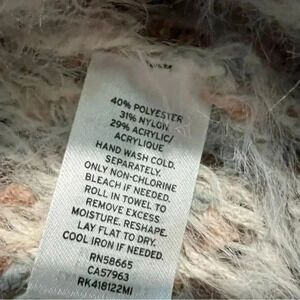 40% POLYESTER
31% NYLON
29% ACRYLIC/
ACRYLIQUE
HAND WASH COLD.
SEPARATELY.
ONLY NON-CHLORINE
BLEACH IF NEEDED.
ROLL IN TOWEL TO
REMOVE EXCESS
MOISTURE. RESHAPE.
LAY FLAT TO DRY.
COOL IRON IF NEEDED.
RN58665
CA57963
RK418122MI